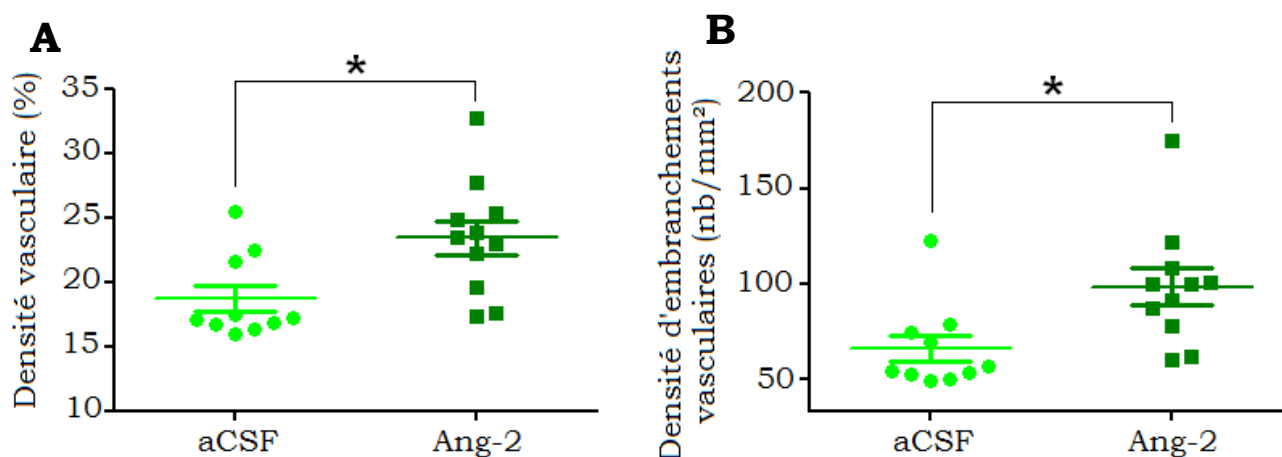 A
Densité vasculaire (%)
*
35
30
25
20
15
10
aCSF
Ang-2
B
Densité d'embranchements
vasculaires (nb/mm²)
*
200
150
100
50
aCSF
Ang-2